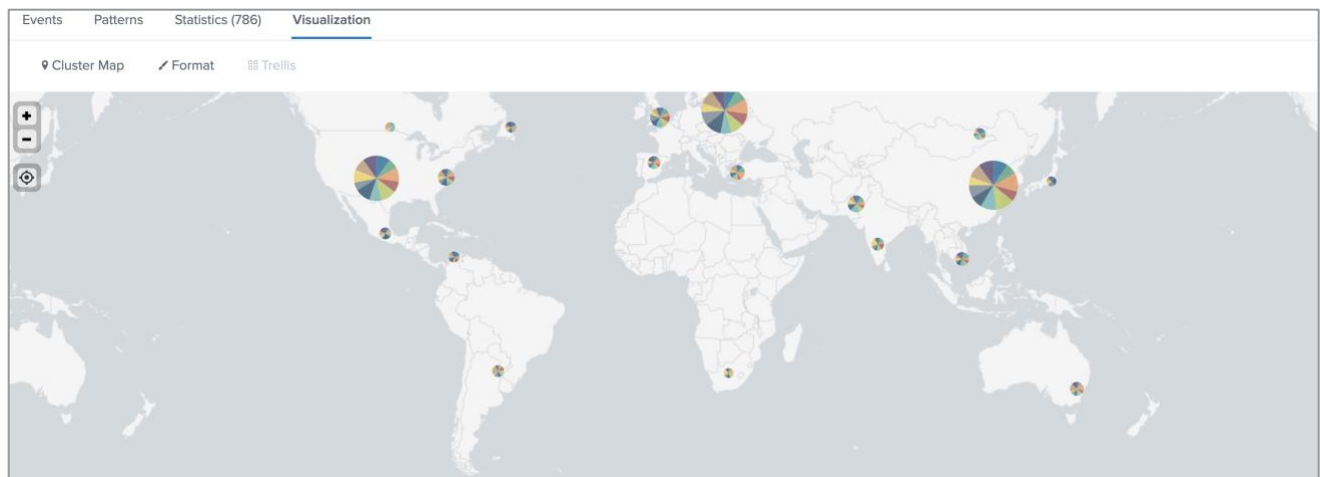 Events Patterns Statistics (786) Visualization
Cluster Map Format Trellis
+
-